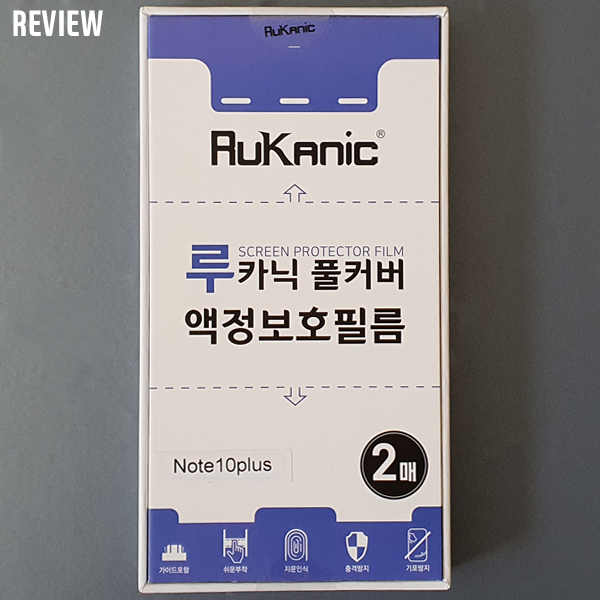 REVIEW
RUKANIC
RUKANIC®
SCREEN PROTECTOR FILM
루카닉 풀커버
액정보호필름
Note10plus
2매
가이드포함 쉬운부착 지문인식 충격방지 기포방지